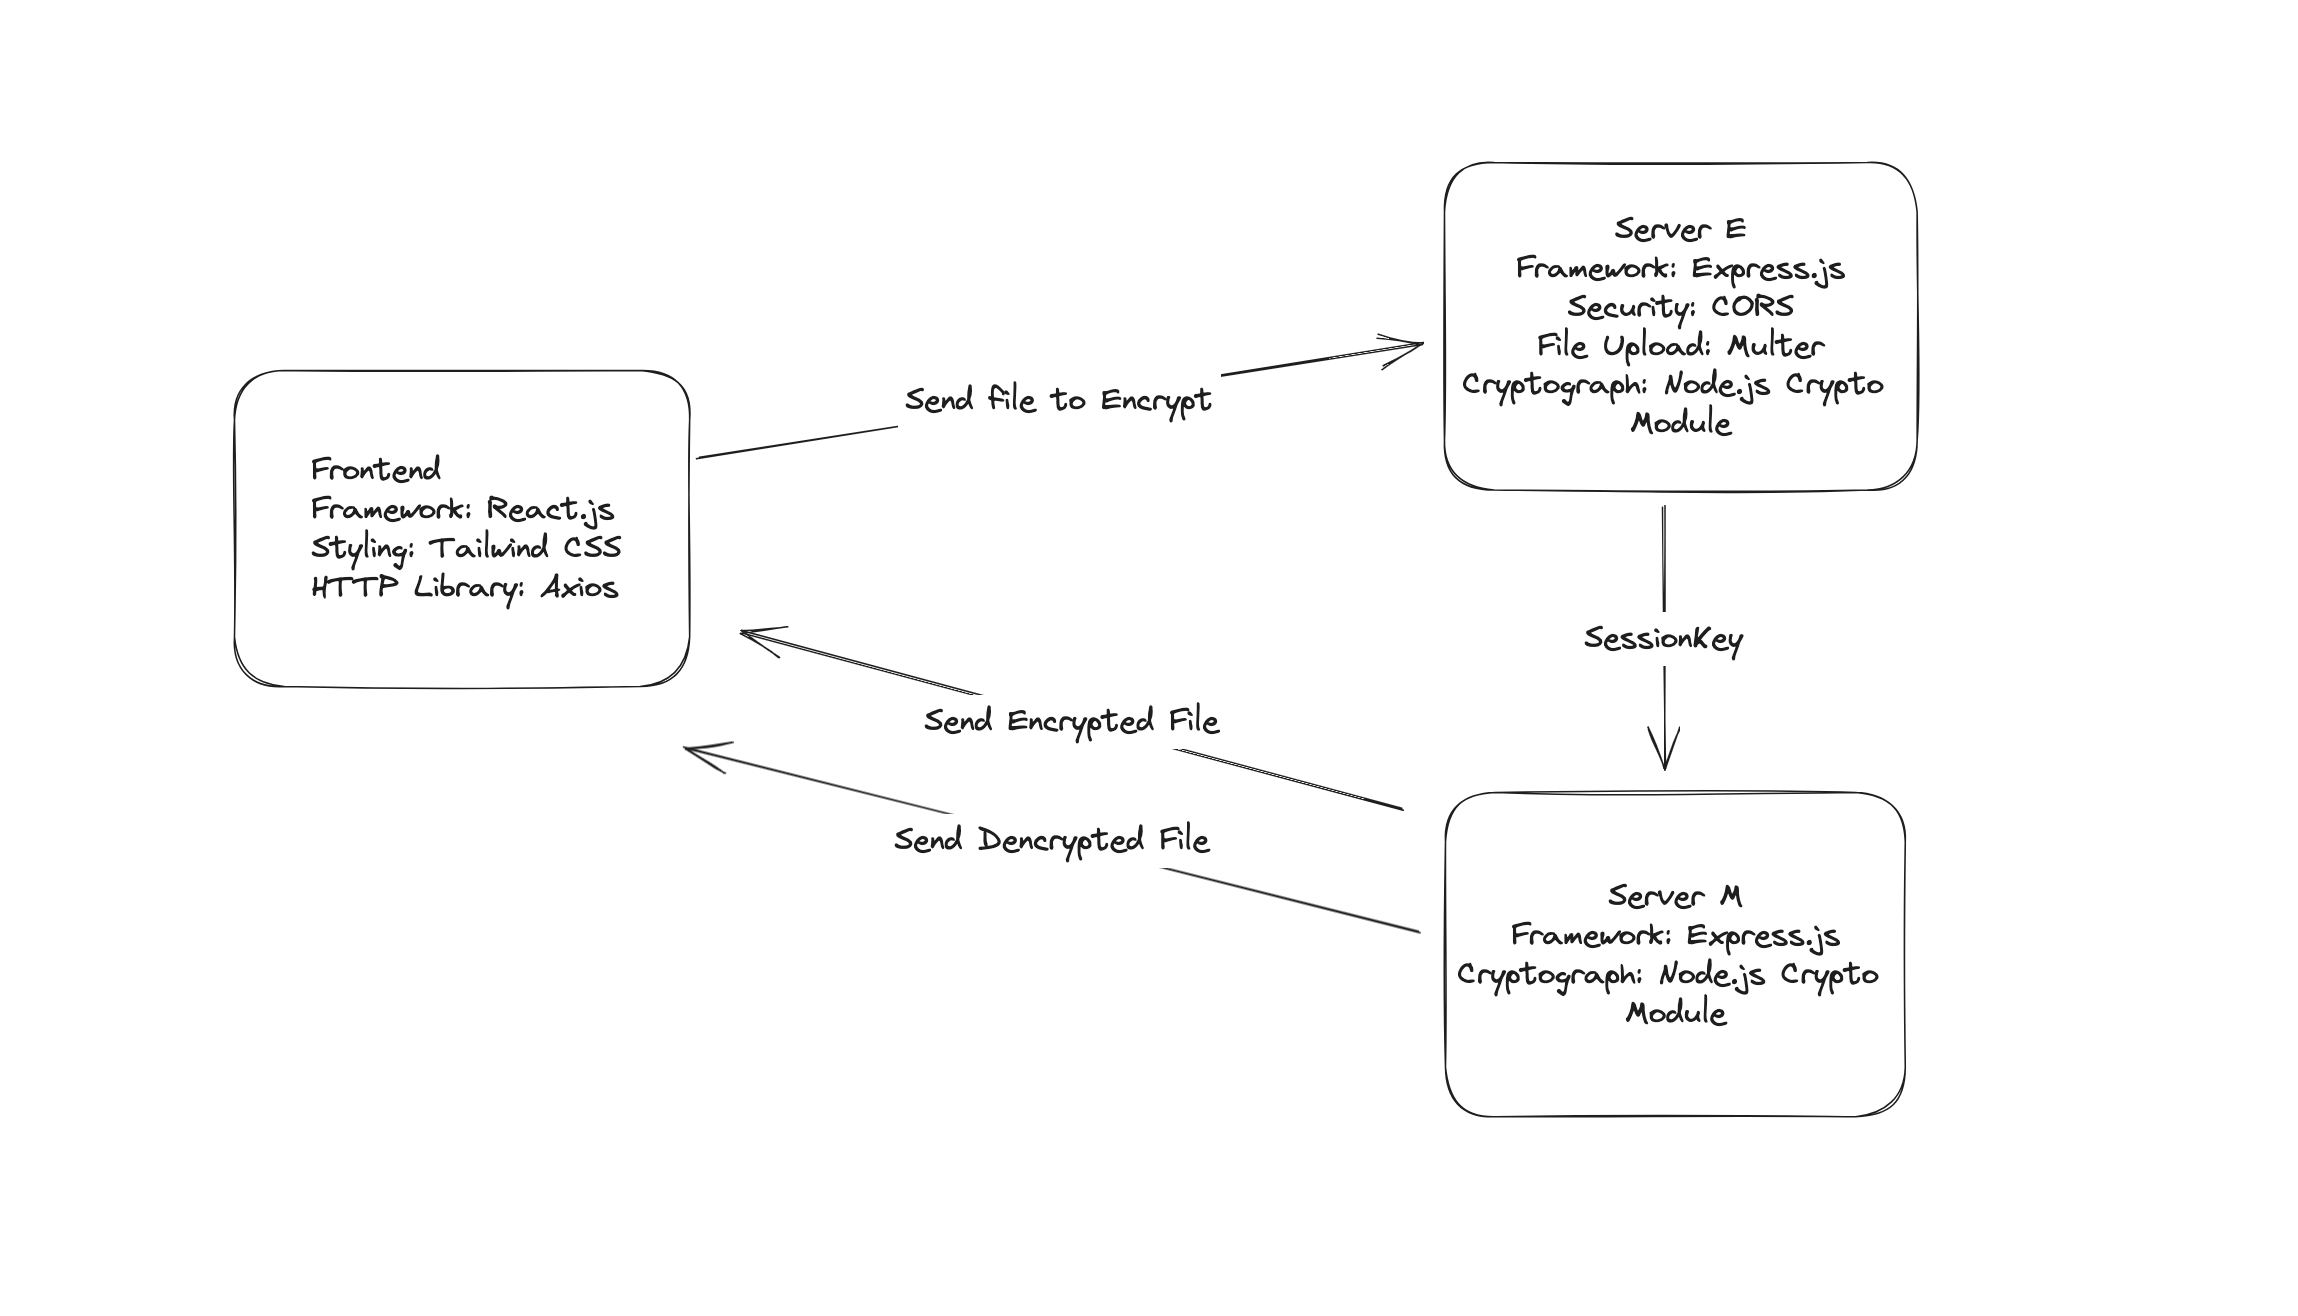 Server E
Framework: Express.js
Security: CORS
File Upload: Multer
Cryptograph: Node.js Crypto
Module
Send file to Encrypt
Frontend
Framework: React.js
Styling: Tailwind CSS
HTTP Library: Axios
SessionKey
Send Encrypted File
Send Dencrypted File
Server M
Framework: Express.js
Cryptograph: Node.js Crypto
Module